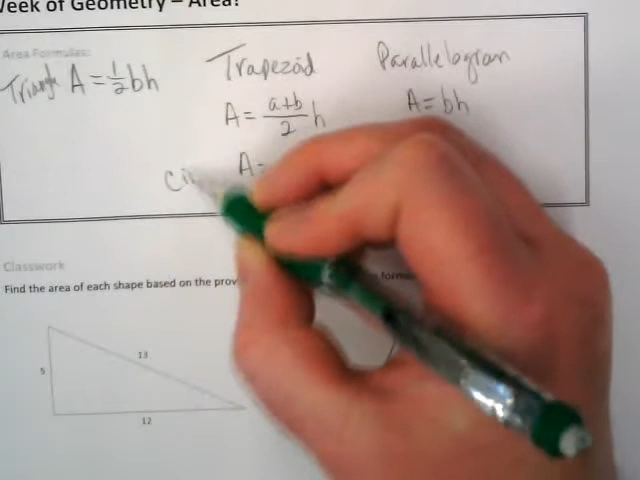 Week of Geometry – Area!
Area Formulas:
Triangle A = ½bh
Trapezoid
A = a+b/2 h
Parallelogram
A = bh
A=
Ci
Classwork
Find the area of each shape based on the prov
5
13
12